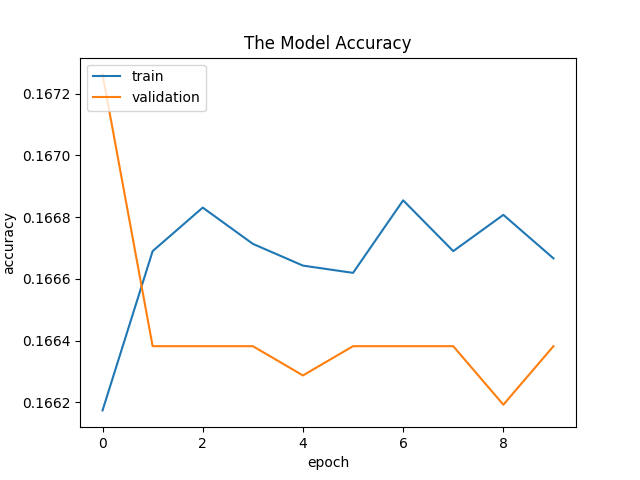 The Model Accuracy
train
validation
0.1672
0.1670
0.1668
0.1666
0.1664
0.1662
accuracy
0 2 4 6 8
epoch